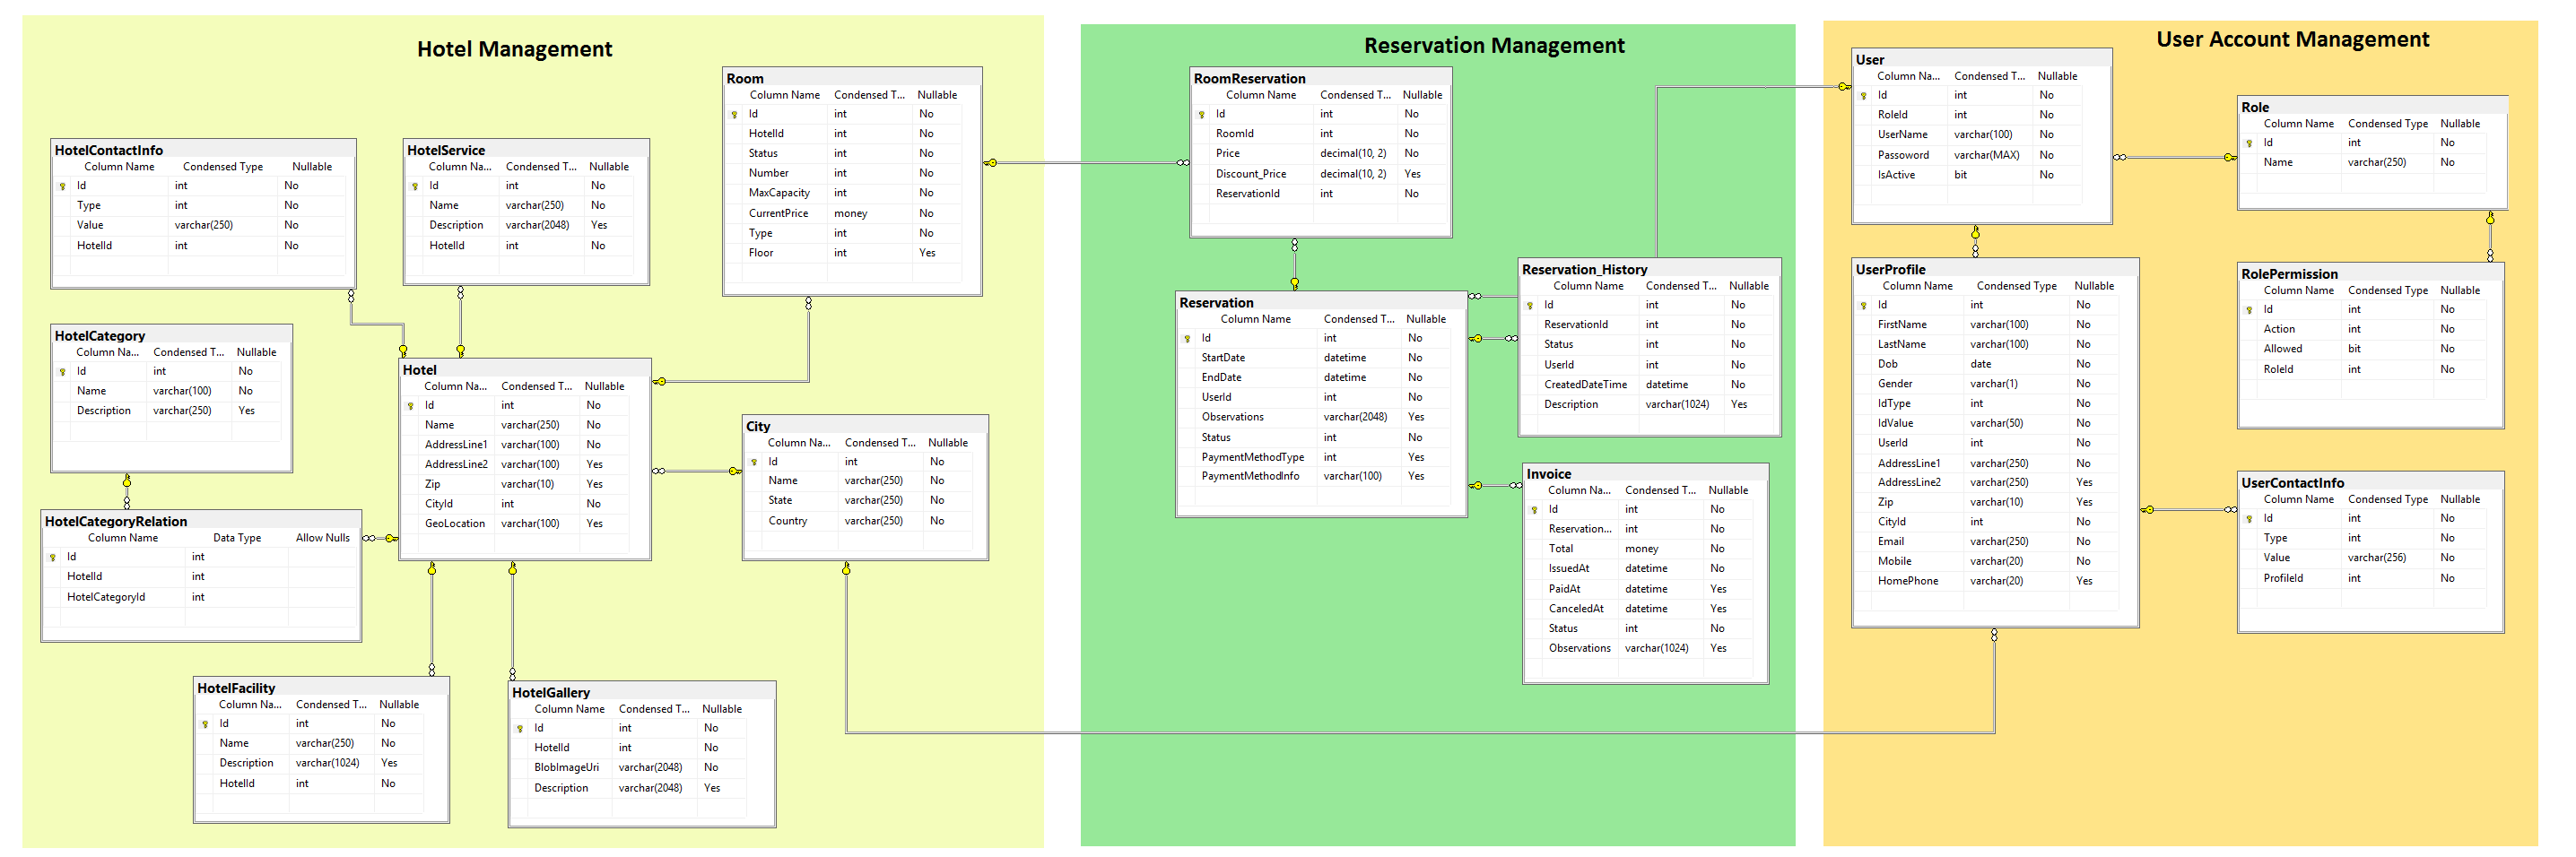 Hotel Management
Reservation Management
User Account Management
Room
Column Name Condensed T... Nullable
Id int No
HotelId int No
Status int No
Number int No
MaxCapacity int No
CurrentPrice money No
Type int No
Floor int Yes
HotelContactInfo
Column Name Condensed Type Nullable
Id int No
Type int No
Value varchar(250) No
HotelId int No
HotelService
Column Na... Condensed T... Nullable
Id int No
Name varchar(250) No
Description varchar(2048) Yes
HotelId int No
HotelCategory
Column Na... Condensed T... Nullable
Id int No
Name varchar(100) No
Description varchar(250) Yes
Hotel
Column Na... Condensed T... Nullable
Id int No
Name varchar(250) No
AddressLine1 varchar(100) No
AddressLine2 varchar(100) Yes
Zip varchar(10) Yes
CityId int No
GeoLocation varchar(100) Yes
City
Column Na... Condensed T... Nullable
Id int No
Name varchar(250) No
State varchar(250) No
Country varchar(250) No
HotelCategoryRelation
Column Name Data Type Allow Nulls
Id int
HotelId int
HotelCategoryId int
HotelFacility
Column Na... Condensed T... Nullable
Id int No
Name varchar(250) No
Description varchar(1024) Yes
HotelId int No
HotelGallery
Column Name Condensed T... Nullable
Id int No
HotelId int No
BlobImageUri varchar(2048) No
Description varchar(2048) Yes
RoomReservation
Column Name Condensed T... Nullable
Id int No
RoomId int No
Price decimal(10, 2) No
Discount_Price decimal(10, 2) Yes
ReservationId int No
Reservation
Column Name Condensed T... Nullable
Id int No
StartDate datetime No
EndDate datetime No
UserId int No
Observations varchar(2048) Yes
Status int No
PaymentMethodType int Yes
PaymentMethodInfo varchar(100) Yes
Reservation_History
Column Name Condensed T... Nullable
Id int No
ReservationId int No
Status int No
UserId int No
CreatedDateTime datetime No
Description varchar(1024) Yes
Invoice
Column Na... Condensed T... Nullable
Id int No
Reservation... int No
Total money No
IssuedAt datetime No
PaidAt datetime Yes
CanceledAt datetime Yes
Status int No
Observations varchar(1024) Yes
User
Column Na... Condensed T... Nullable
Id int No
RoleId int No
UserName varchar(100) No
Passoword varchar(MAX) No
IsActive bit No
Role
Column Name Condensed Type Nullable
Id int No
Name varchar(250) No
UserProfile
Column Name Condensed Type Nullable
Id int No
FirstName varchar(100) No
LastName varchar(100) No
Dob date No
Gender varchar(1) No
IdType int No
IdValue varchar(50) No
UserId int No
AddressLine1 varchar(250) No
AddressLine2 varchar(250) Yes
Zip varchar(10) Yes
CityId int No
Email varchar(250) No
Mobile varchar(20) No
HomePhone varchar(20) Yes
RolePermission
Column Name Condensed Type Nullable
Id int No
Action int No
Allowed bit No
RoleId int No
UserContactInfo
Column Name Condensed Type Nullable
Id int No
Type int No
Value varchar(256) No
ProfileId int No